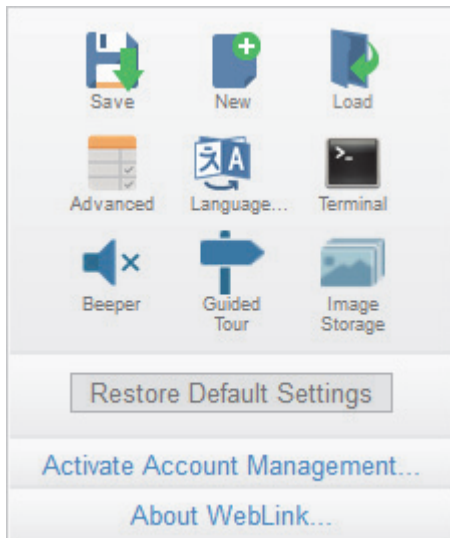 Save New Load
Advanced Language... Terminal
Beeper Guided Tour Image Storage
Restore Default Settings
Activate Account Management...
About WebLink...